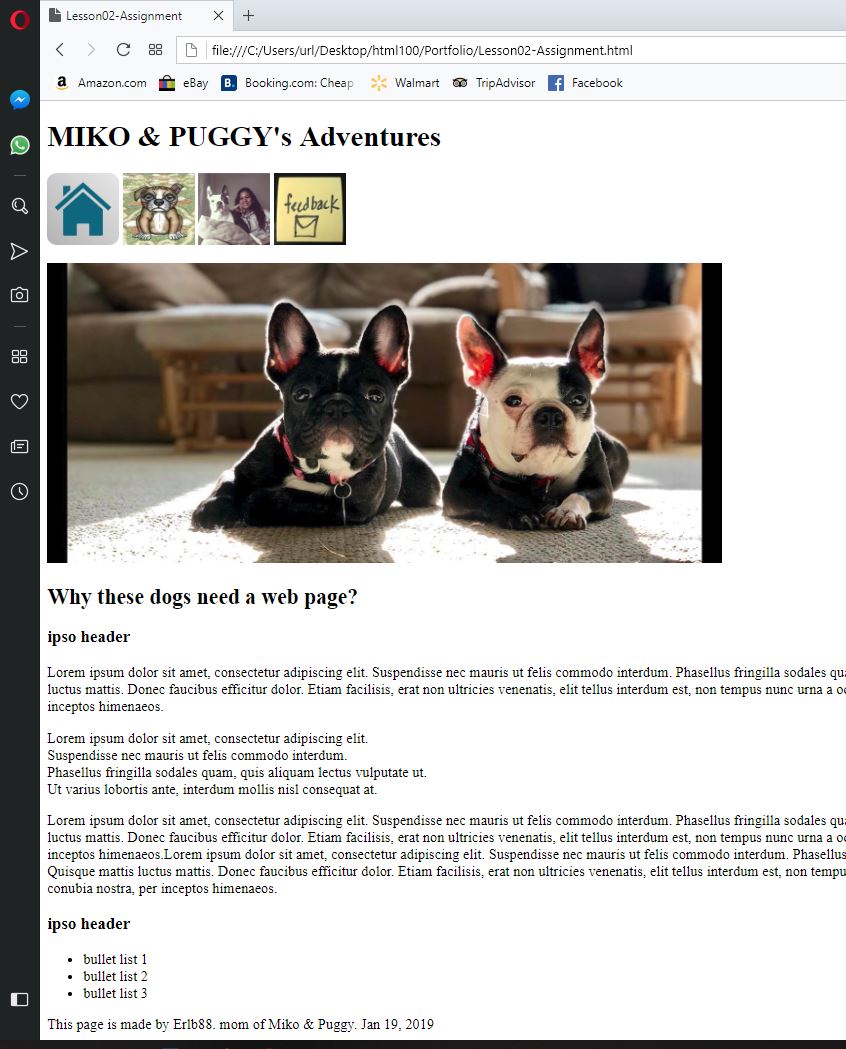 Lesson02-Assignment
file:///C:/Users/url/Desktop/html100/Portfolio/Lesson02-Assignment.html
a Amazon.com eBay B. Booking.com: Cheap Walmart TripAdvisor f Facebook
MIKO & PUGGY's Adventures
feedback
Why these dogs need a web page?
ipso header
Lorem ipsum dolor sit amet, consectetur adipiscing elit. Suspendisse nec mauris ut felis commodo interdum. Phasellus fringilla sodales
luctus mattis. Donec faucibus efficitur dolor. Etiam facilisis, erat non ultricies venenatis, elit tellus interdum est, non tempus nunc urna a
inceptos himenaeos.
Lorem ipsum dolor sit amet, consectetur adipiscing elit.
Suspendisse nec mauris ut felis commodo interdum.
Phasellus fringilla sodales quam, quis aliquam lectus vulputate ut.
Ut varius lobortis ante, interdum mollis nisl consequat at.
Lorem ipsum dolor sit amet, consectetur adipiscing elit. Suspendisse nec mauris ut felis commodo interdum. Phasellus fringilla sodales
luctus mattis. Donec faucibus efficitur dolor. Etiam facilisis, erat non ultricies venenatis, elit tellus interdum est, non tempus nunc urna a
inceptos himenaeos.Lorem ipsum dolor sit amet, consectetur adipiscing elit. Suspendisse nec mauris ut felis commodo interdum. Phasellus
Quisque mattis luctus mattis. Donec faucibus efficitur dolor. Etiam facilisis, erat non ultricies venenatis, elit tellus interdum est, non
conubia nostra, per inceptos himenaeos.
ipso header
• bullet list 1
• bullet list 2
• bullet list 3
This page is made by Erlb88. mom of Miko & Puggy. Jan 19, 2019